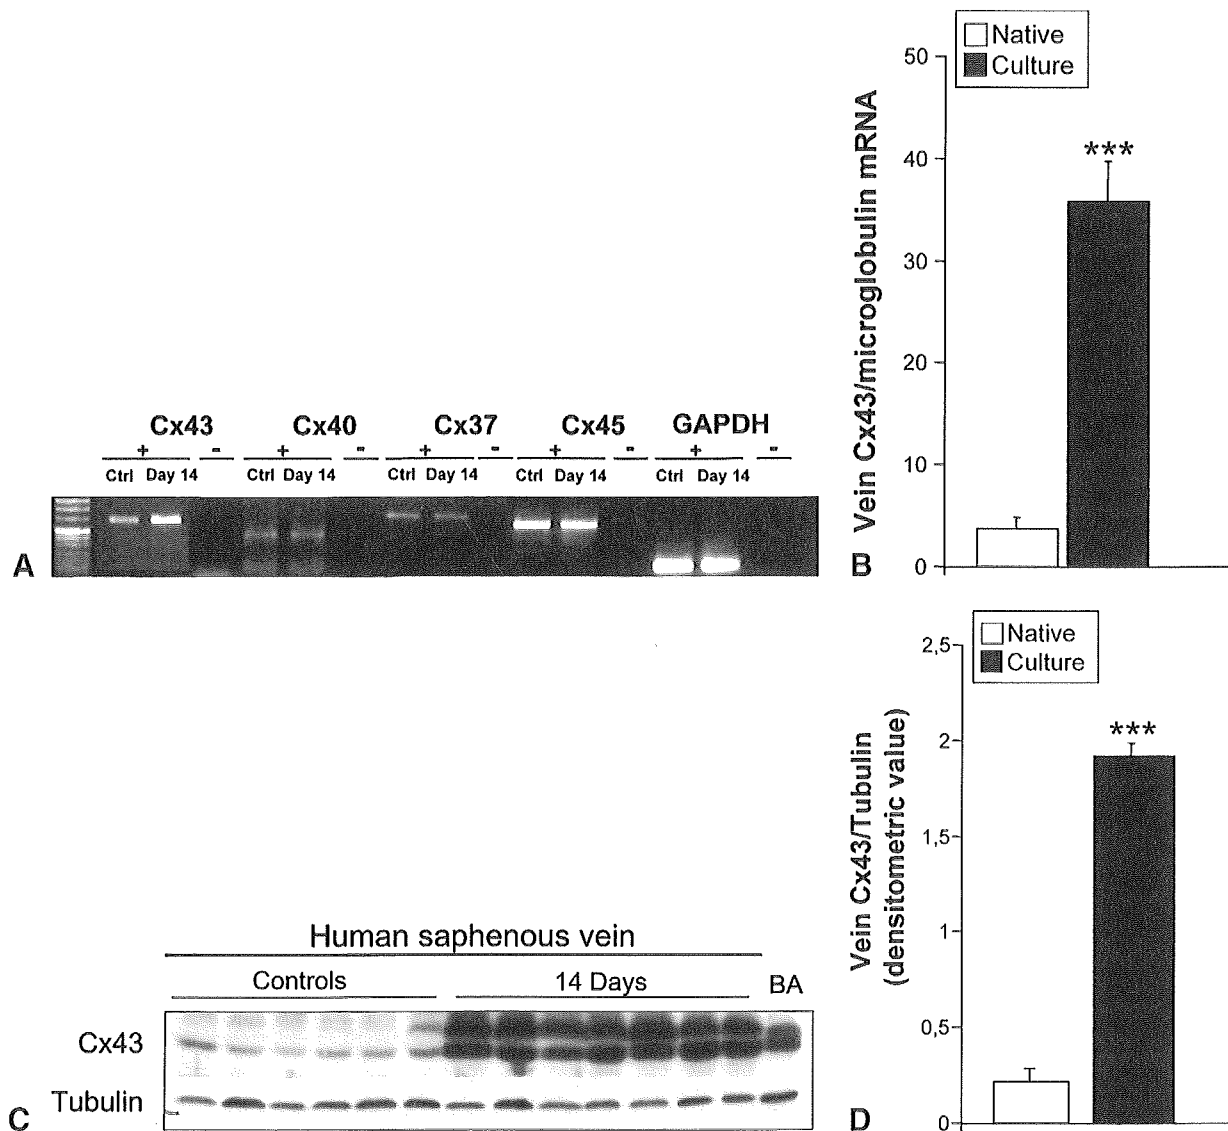 Cx43 Cx40 Cx37 Cx45 GAPDH
+ - + - + - + - + -
Ctrl Day 14 Ctrl Day 14 Ctrl Day 14 Ctrl Day 14 Ctrl Day 14
A
Native
Culture
Vein Cx43/microglobulin mRNA
50
40
30
20
10
0
***
B
Human saphenous vein
Controls 14 Days BA
Cx43
Tubulin
C
Native
Culture
Vein Cx43/Tubulin
(densitometric value)
2,5
2
1,5
1
0,5
0
***
D